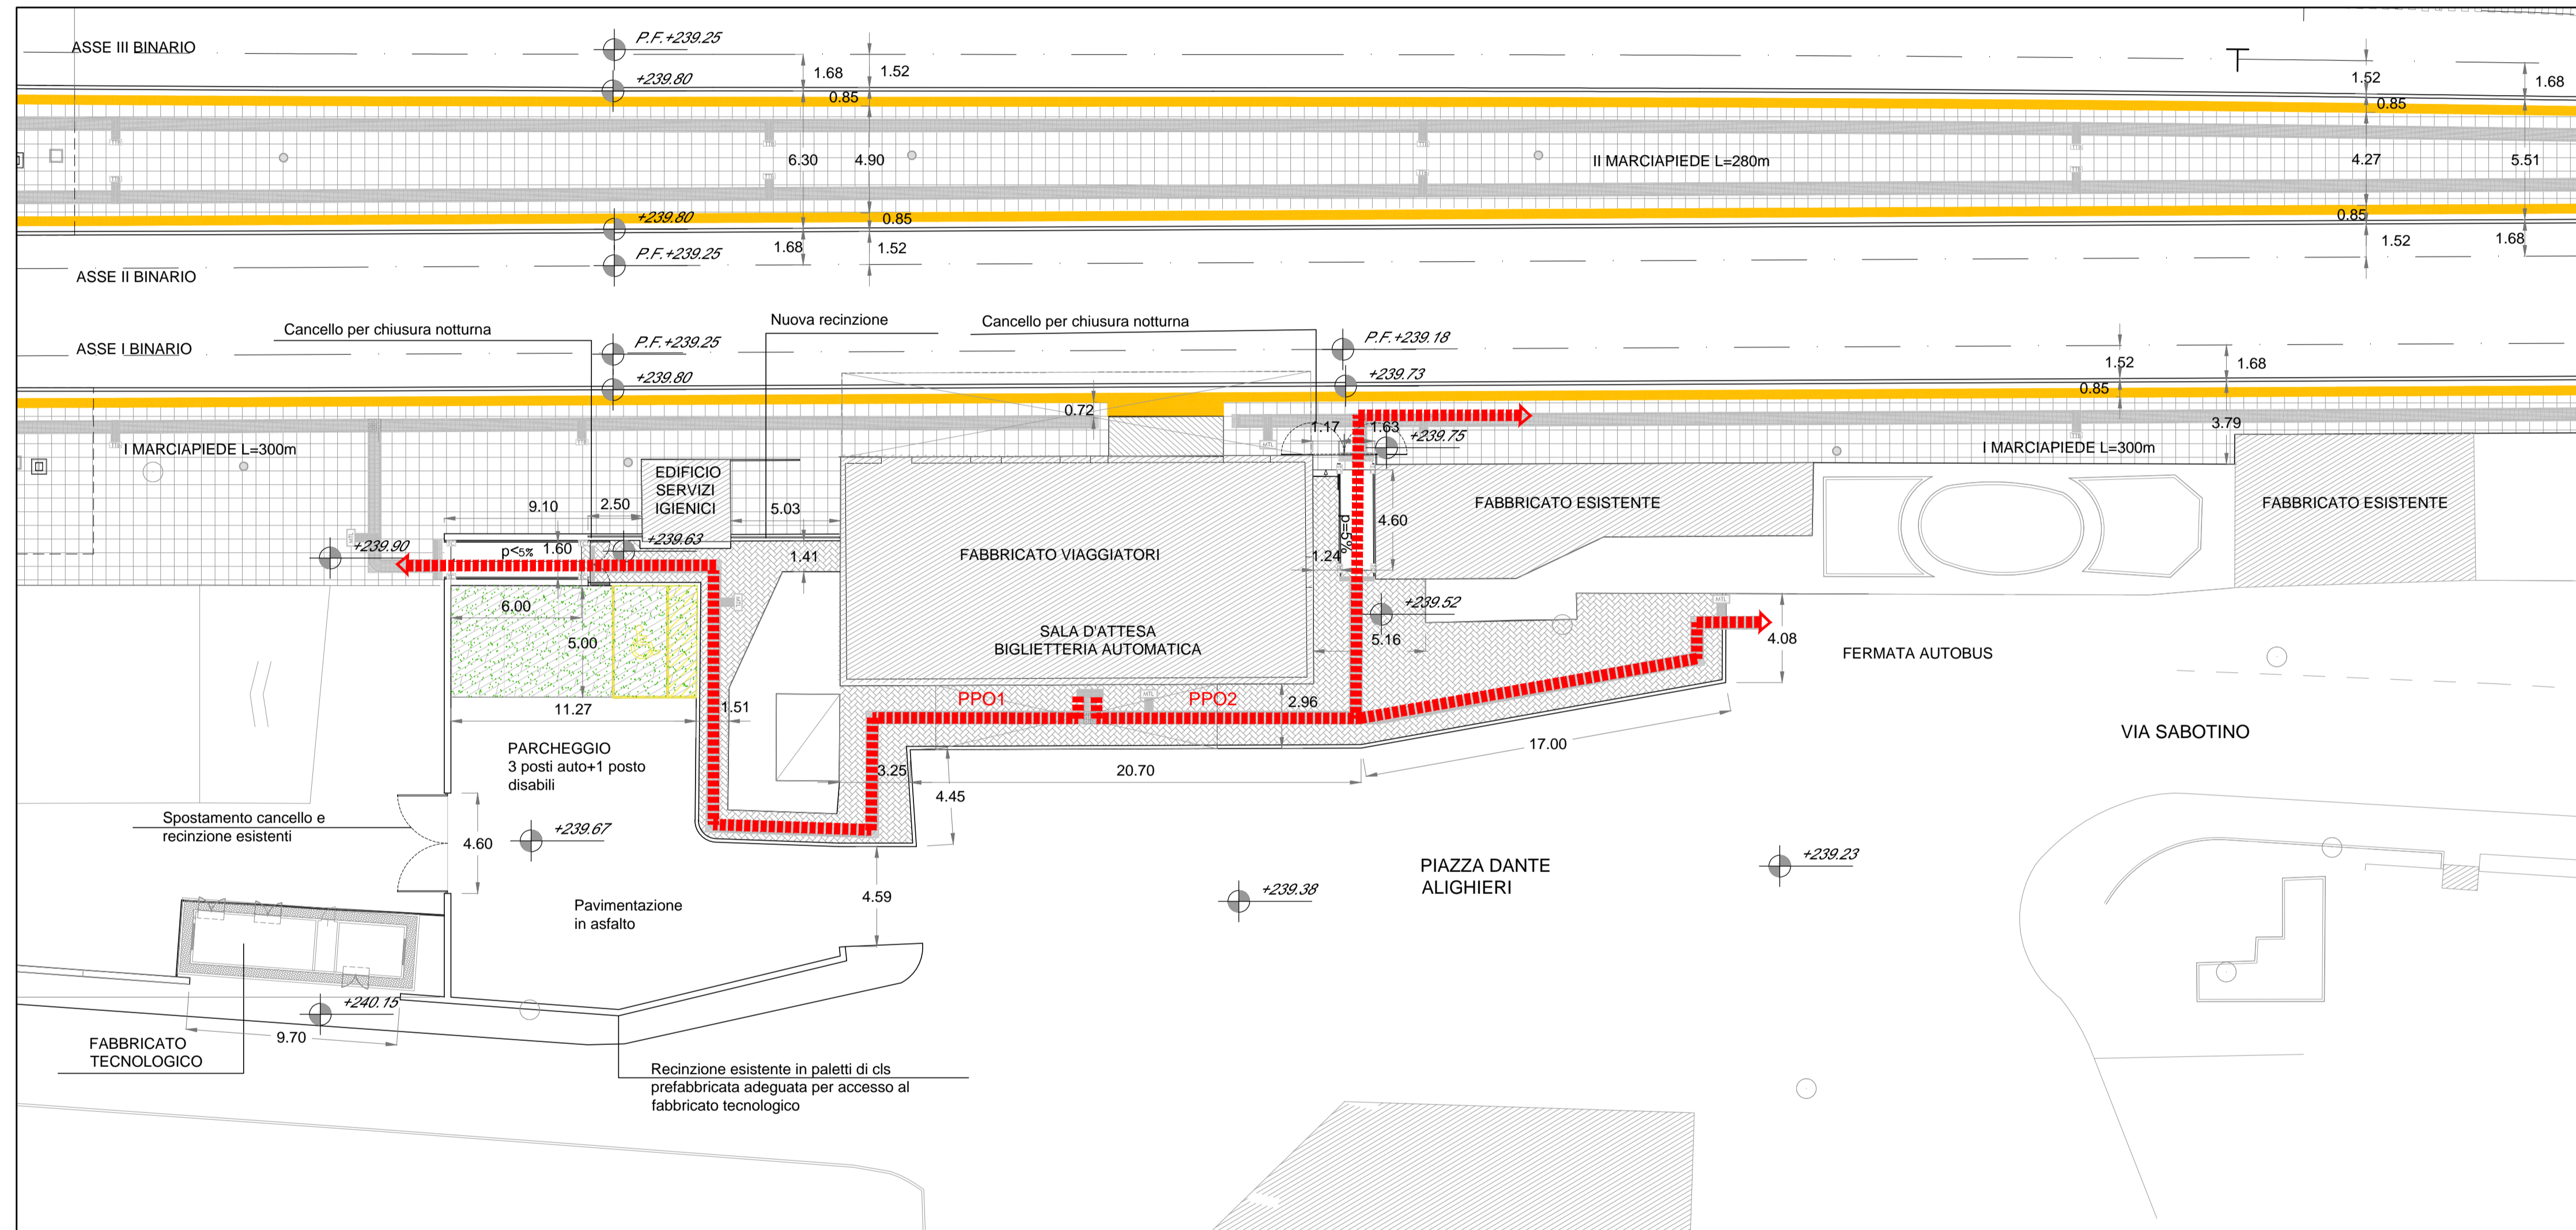 ASSE III BINARIO
P.F.+239.25
1.68
1.52
1.52
1.68
+239.80
0.85
0.85
6.30
4.90
II MARCIAPIEDE L=280m
4.27
5.51
+239.80
0.85
0.85
1.68
1.52
1.52
1.68
P.F.+239.25
ASSE II BINARIO
Cancello per chiusura notturna
Nuova recinzione
Cancello per chiusura notturna
ASSE I BINARIO
P.F.+239.25
P.F.+239.18
1.52
1.68
+239.80
+239.73
0.85
0.72
1.17
1.63
+239.75
3.79
I MARCIAPIEDE L=300m
I MARCIAPIEDE L=300m
MTL
EDIFICIO
SERVIZI
IGIENICI
9.10
2.50
5.03
FABBRICATO ESISTENTE
FABBRICATO ESISTENTE
4.60
p=5%
+239.90
p<5%
1.60
+239.63
1.41
FABBRICATO VIAGGIATORI
1.24
6.00
+239.52
MTL
5.00
SALA D'ATTESA
BIGLIETTERIA AUTOMATICA
5.16
4.08
FERMATA AUTOBUS
11.27
1.51
PPO1
MTL
PPO2
2.96
VIA SABOTINO
PARCHEGGIO
3 posti auto+1 posto
disabili
3.25
20.70
17.00
4.45
Spostamento cancello e
recinzione esistenti
4.60
+239.67
PIAZZA DANTE
ALIGHIERI
+239.23
+239.38
4.59
Pavimentazione
in asfalto
+240.15
9.70
FABBRICATO
TECNOLOGICO
Recinzione esistente in paletti di cls
prefabbricata adeguata per accesso al
fabbricato tecnologico